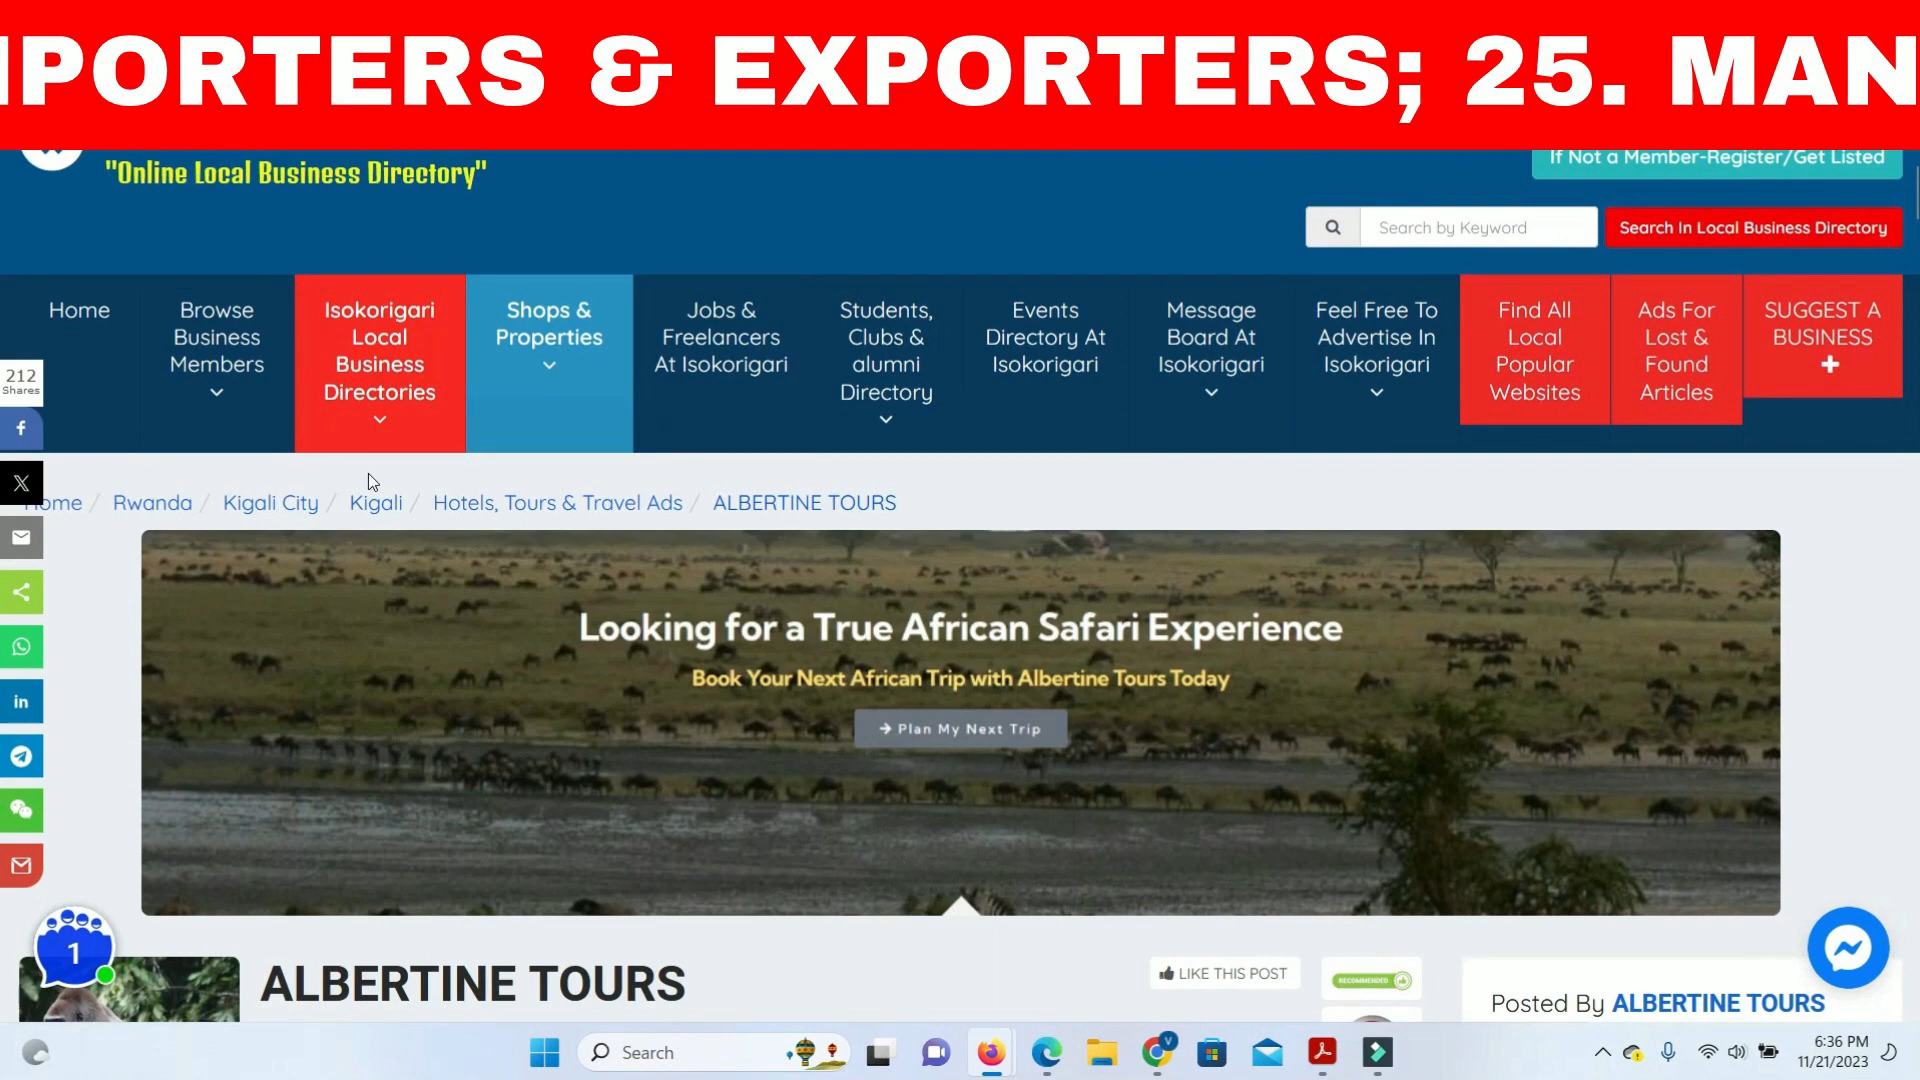 PORTERS & EXPORTERS; 25. MAN
"Online Local Business Directory"
If Not a Member-Register/Get Listed
Search by Keyword
Search In Local Business Directory
Home
Browse
Business
Members
Isokorigari
Local
Business
Directories
Shops &
Properties
Jobs &
Freelancers
At Isokorigari
Students,
Clubs &
alumni
Directory
Events
Directory At
Isokorigari
Message
Board At
Isokorigari
Feel Free To
Advertise In
Isokorigari
Find All
Local
Popular
Websites
Ads For
Lost &
Found
Articles
SUGGEST A
BUSINESS
212
Shares
Home / Rwanda / Kigali City / Kigali / Hotels, Tours & Travel Ads / ALBERTINE TOURS
Looking for a True African Safari Experience
Book Your Next African Trip with Albertine Tours Today
Plan My Next Trip
1
ALBERTINE TOURS
LIKE THIS POST
RECOMMENDED
Posted By ALBERTINE TOURS
Search
6:36 PM
11/21/2023